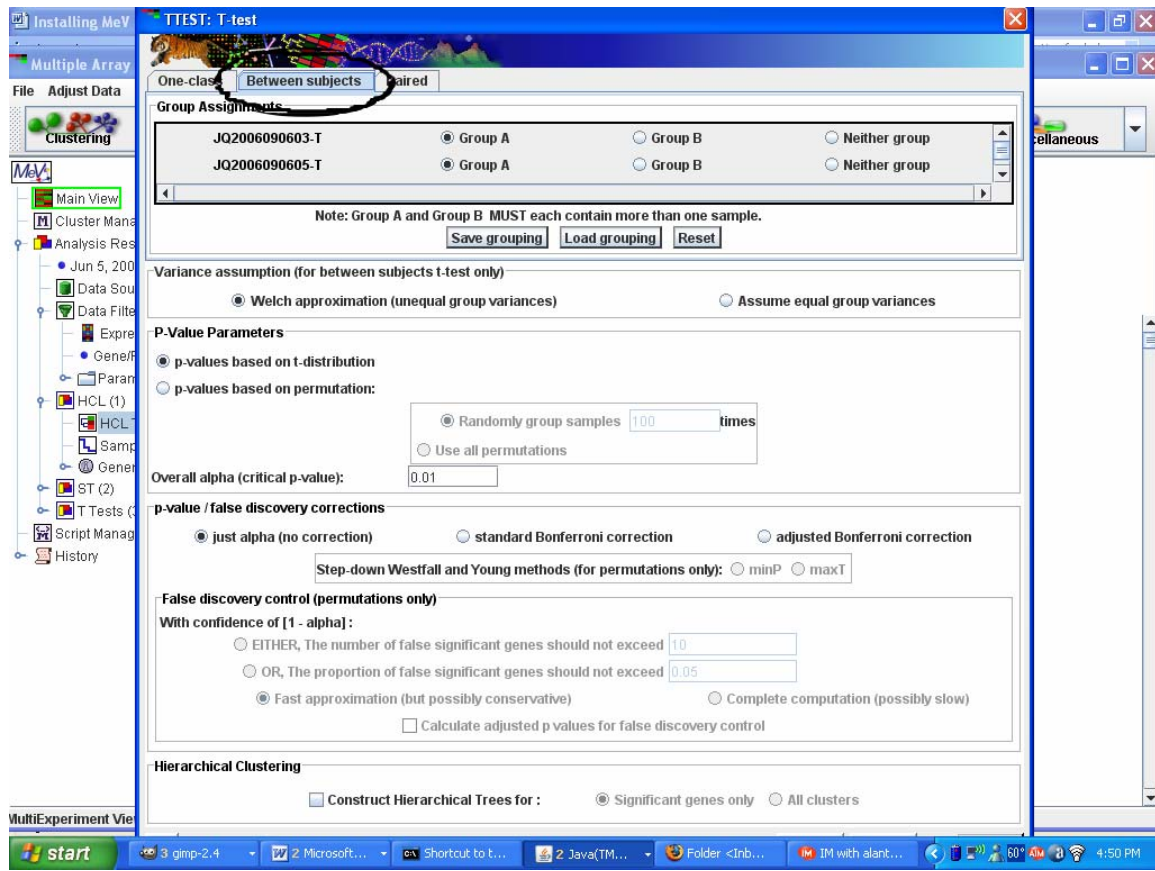 Installing MeV
TTEST: T-test
Multiple Array
File Adjust Data
Clustering
cellaneous
MeV
Main View
Cluster Mana
Analysis Res
Jun 5, 200
Data Sou
Data Filte
Expre
Gene/R
Param
HCL (1)
HCL T
Samp
Gener
ST (2)
T Tests (3
Script Manag
History
MultiExperiment Vie
One-class Between subjects Paired
Group Assignments
JQ2006090603-T Group A Group B Neither group
JQ2006090605-T Group A Group B Neither group
Note: Group A and Group B MUST each contain more than one sample.
Save grouping Load grouping Reset
Variance assumption (for between subjects t-test only)
Welch approximation (unequal group variances) Assume equal group variances
P-Value Parameters
p-values based on t-distribution
p-values based on permutation:
Randomly group samples 100 times
Use all permutations
Overall alpha (critical p-value): 0.01
p-value / false discovery corrections
just alpha (no correction) standard Bonferroni correction adjusted Bonferroni correction
Step-down Westfall and Young methods (for permutations only): minP maxT
False discovery control (permutations only)
With confidence of [1 - alpha] :
EITHER, The number of false significant genes should not exceed 10
OR, The proportion of false significant genes should not exceed 0.05
Fast approximation (but possibly conservative) Complete computation (possibly slow)
Calculate adjusted p values for false discovery control
Hierarchical Clustering
Construct Hierarchical Trees for : Significant genes only All clusters
start 3 gimp-2.4 2 Microsoft... Shortcut to t... 2 Java(TM... Folder <Inb... IM with alant... 60° 4:50 PM